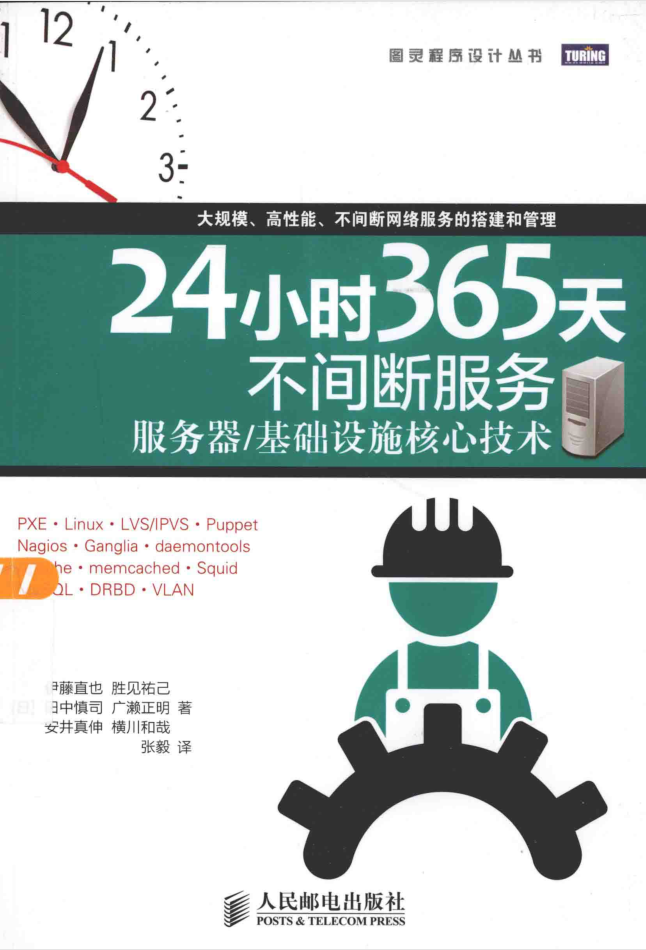 12
1
1
2
3
图灵程序设计丛书 TURING
大规模、高性能、不间断网络服务的搭建和管理
24小时365天
不间断服务
服务器/基础设施核心技术
PXE · Linux · LVS/IPVS · Puppet
Nagios · Ganglia · daemontools
he · memcached · Squid
QL · DRBD · VLAN
伊藤直也 胜见祐己
[日] 田中慎司 广濑正明 著
安井真伸 横川和哉
张毅 译
人民邮电出版社
POSTS & TELECOM PRESS